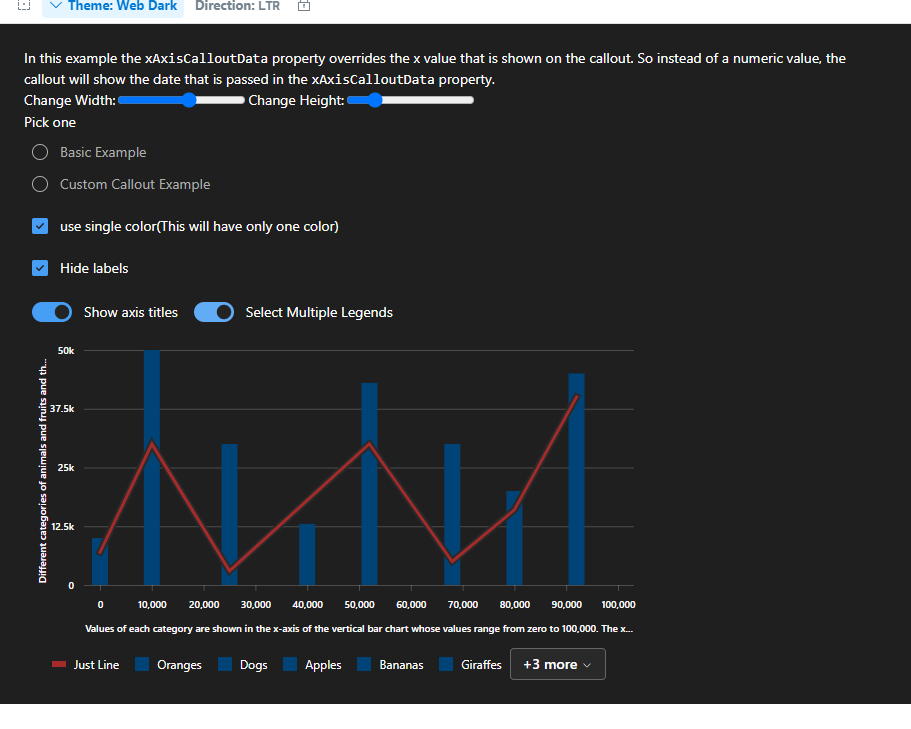 Theme: Web Dark Direction: LTR
In this example the xAxisCalloutData property overrides the x value that is shown on the callout. So instead of a numeric value, the
callout will show the date that is passed in the xAxisCalloutData property.
Change Width: Change Height:
Pick one
Basic Example
Custom Callout Example
use single color(This will have only one color)
Hide labels
Show axis titles Select Multiple Legends
Different categories of animals and fruits and th...
50k
37.5k
25k
12.5k
0
0 10,000 20,000 30,000 40,000 50,000 60,000 70,000 80,000 90,000 100,000
Values of each category are shown in the x-axis of the vertical bar chart whose values range from zero to 100,000. The x...
Just Line Oranges Dogs Apples Bananas Giraffes +3 more